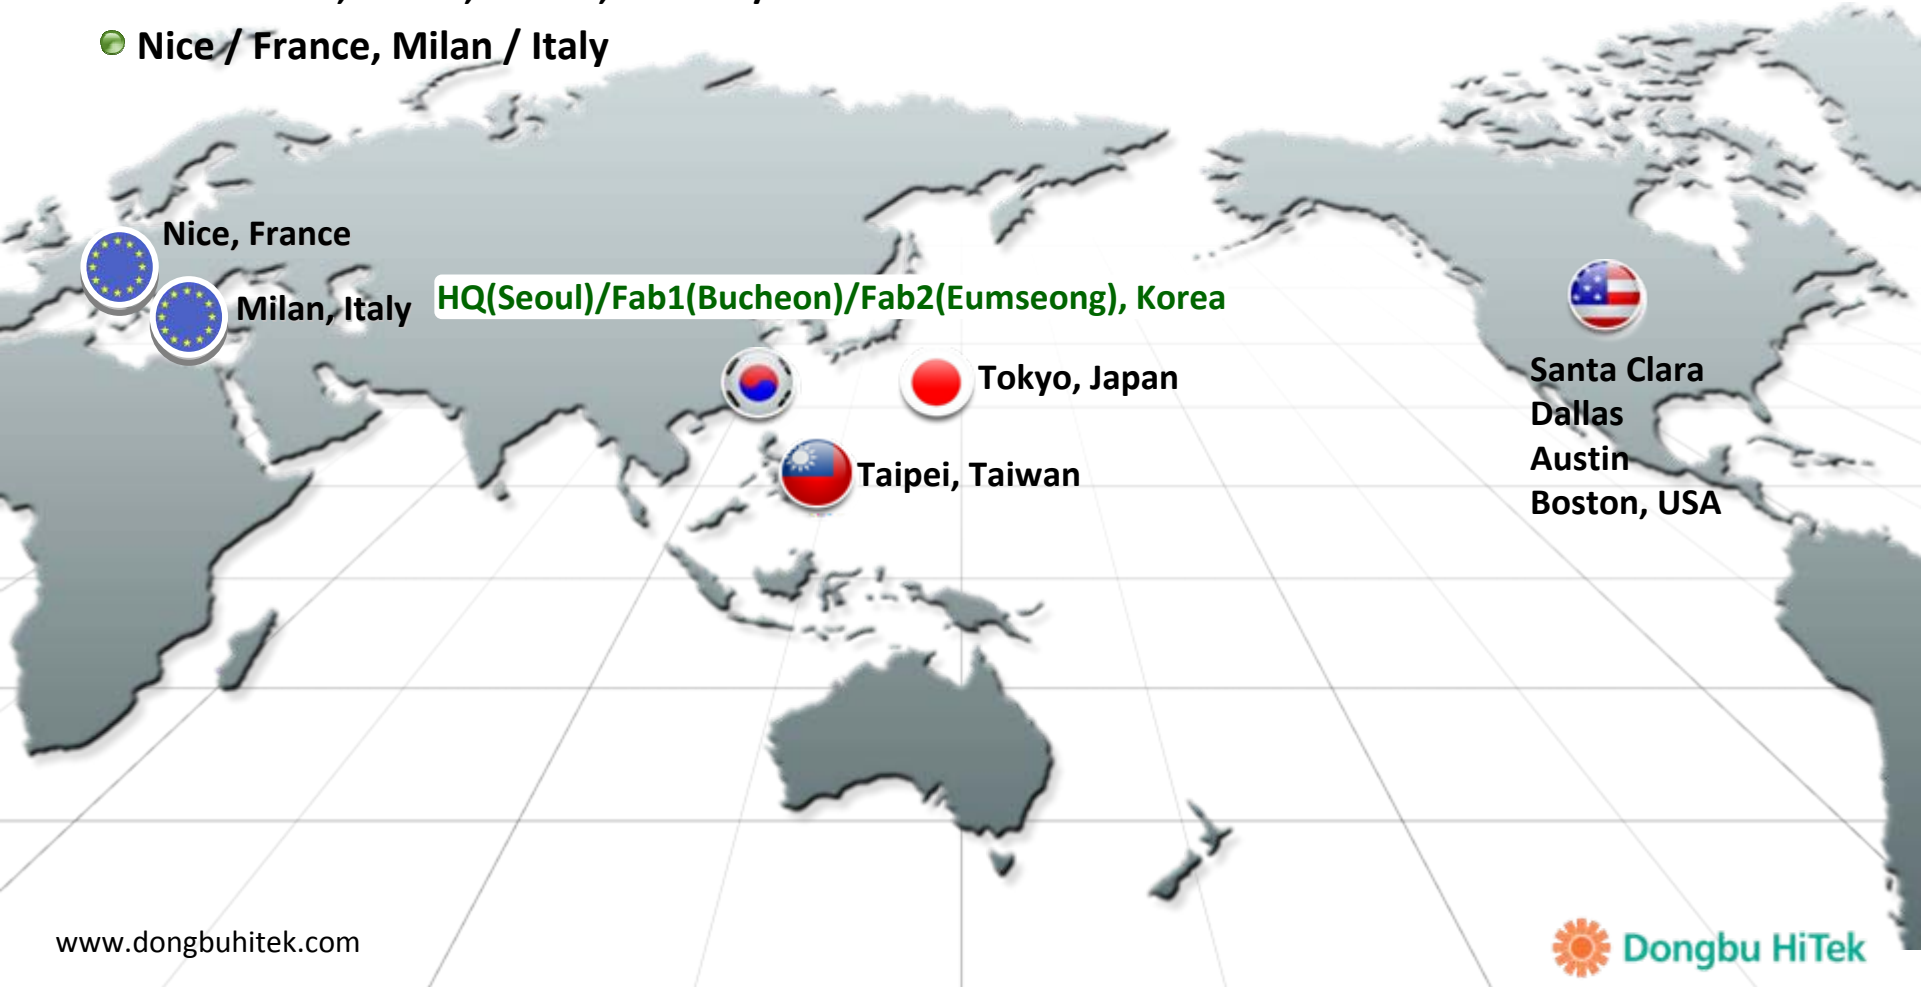 Nice / France, Milan / Italy
Nice, France
Milan, Italy
HQ(Seoul)/Fab1(Bucheon)/Fab2(Eumseong), Korea
Tokyo, Japan
Taipei, Taiwan
Santa Clara
Dallas
Austin
Boston, USA
www.dongbuhitek.com
Dongbu HiTek